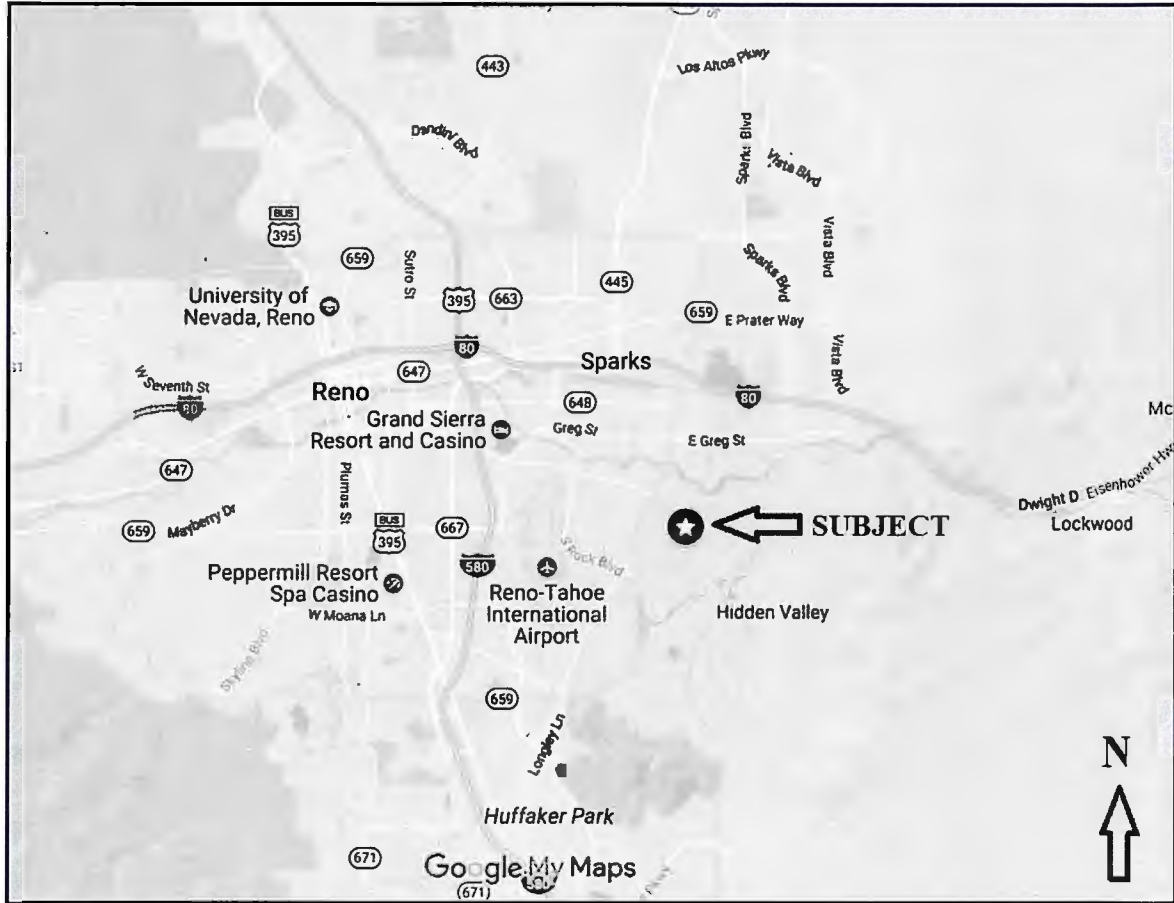 443
Los Altos Pkwy
Dandini Blvd
Sparks Blvd
Vista Blvd
BUS
395
659
Sutro St
Vista Blvd
Sparks Blvd
445
University of
Nevada, Reno
395
663
659
E Prater Way
80
Sparks
Vista Blvd
W Seventh St
647
Reno
80
648
80
Mc
Grand Sierra
Resort and Casino
Greg St
E Greg St
647
Plumas St
Dwight D. Eisenhower Hwy
659
Mayberry Dr
BUS
395
667
SUBJECT
Lockwood
S Rock Blvd
580
Peppermill Resort
Spa Casino
Reno-Tahoe
International
Airport
W Moana Ln
Hidden Valley
Skyline Blvd
659
Longley Ln
N
Huffaker Park
671
Google My Maps
671